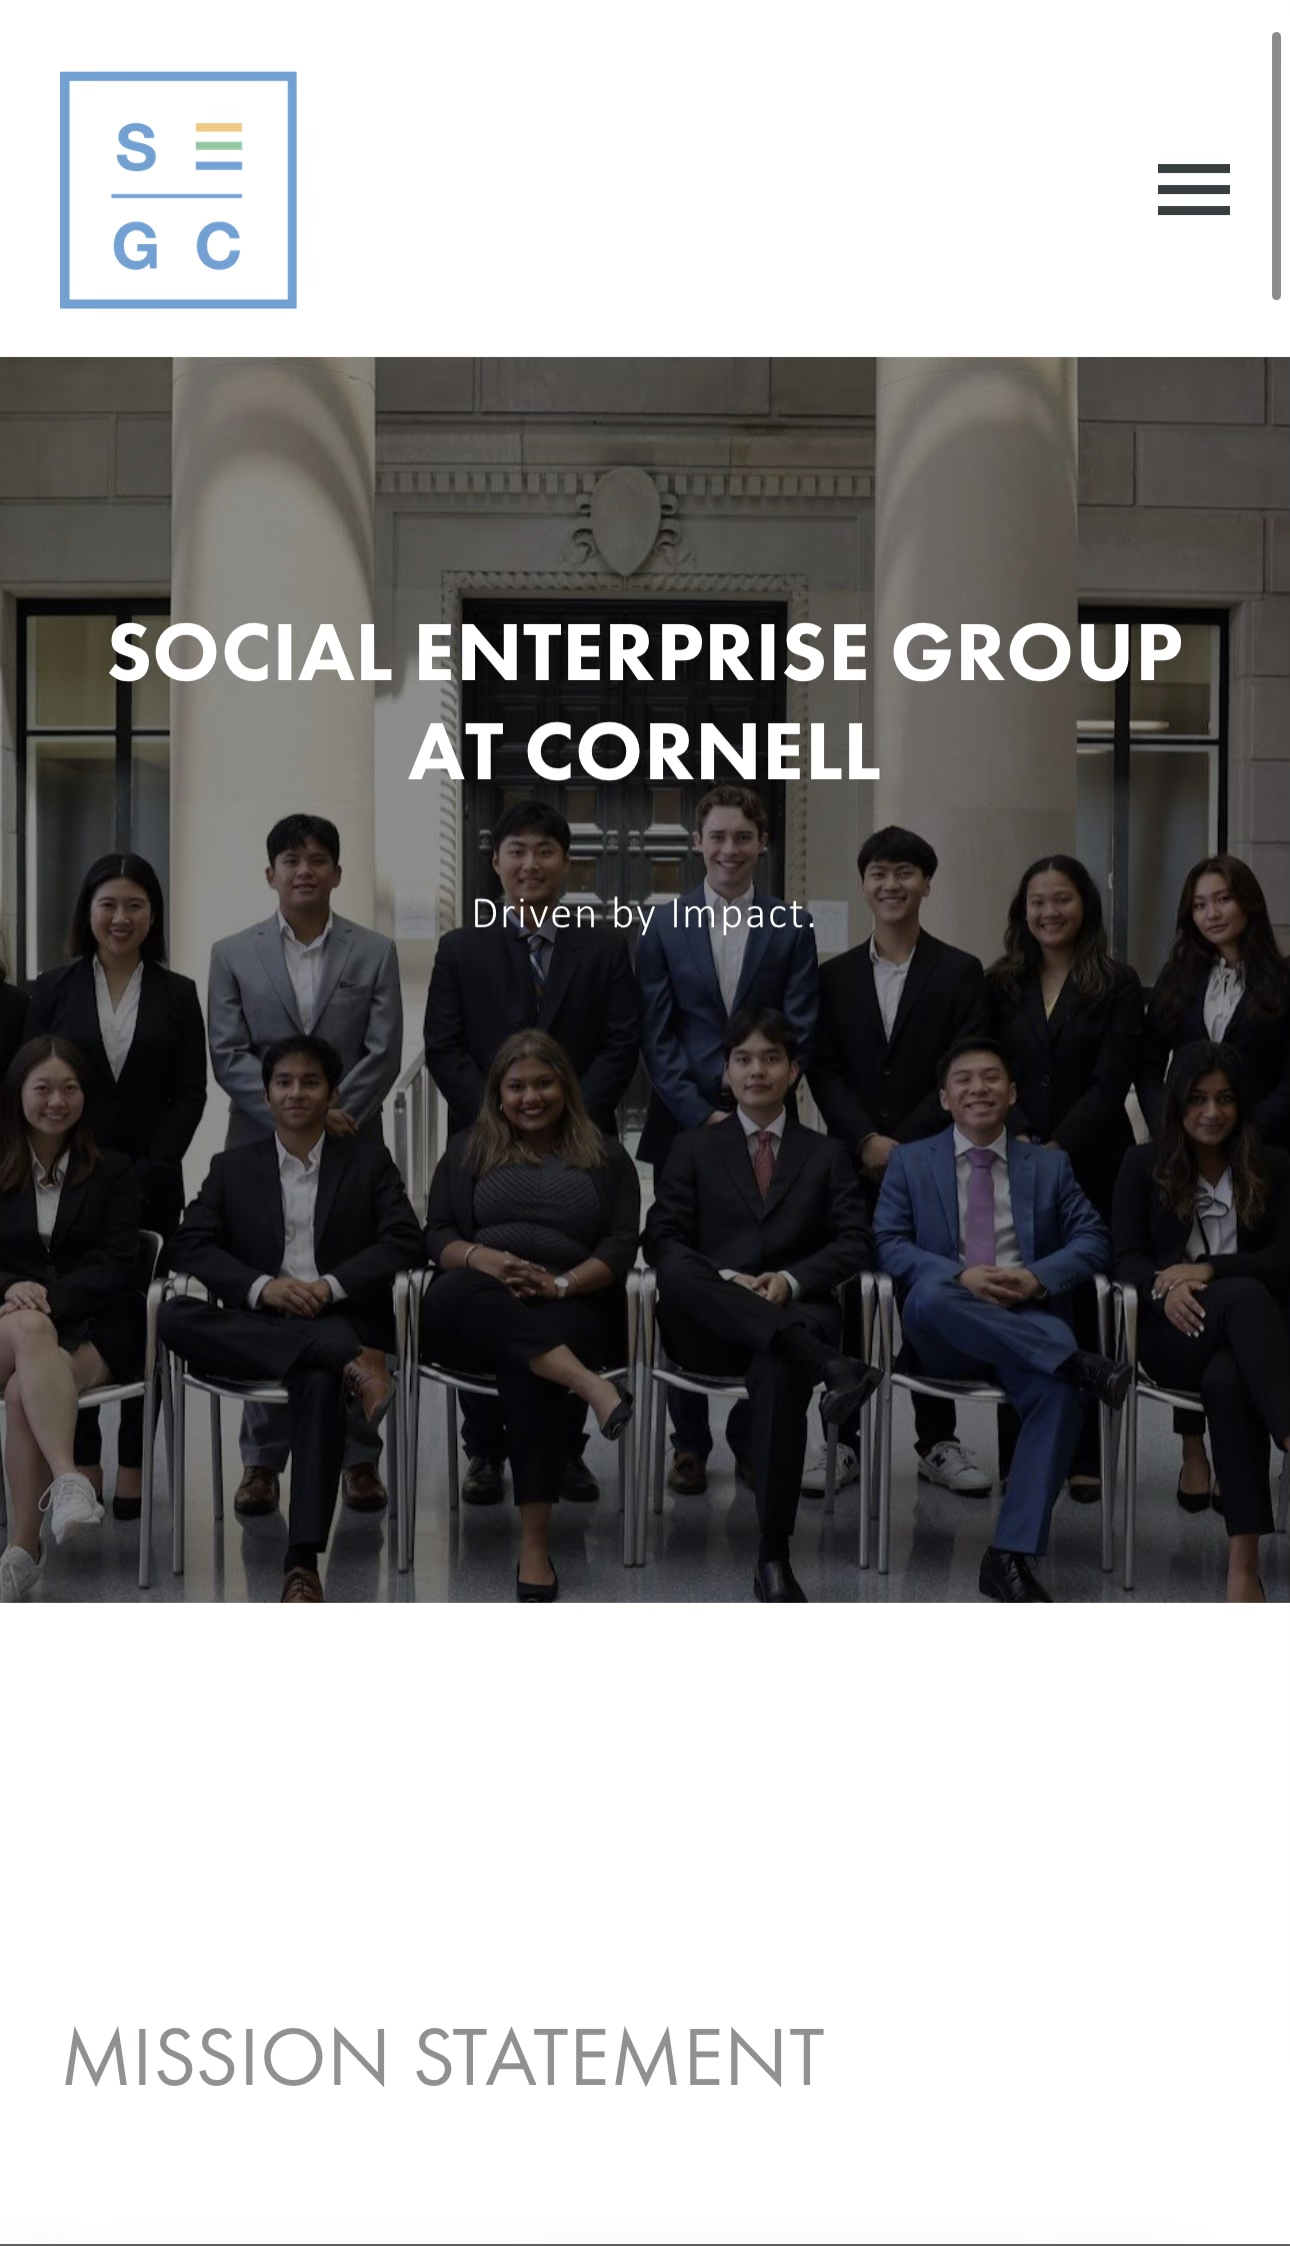 S E
G C
SOCIAL ENTERPRISE GROUP
AT CORNELL
Driven by Impact.
MISSION STATEMENT